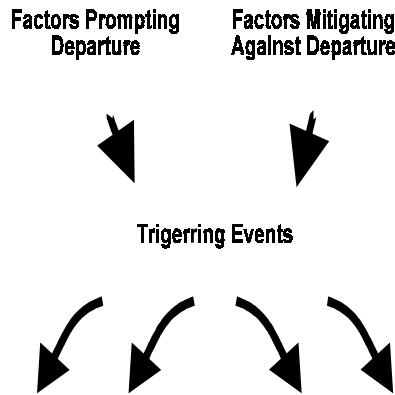 Factors Prompting
Departure
Factors Mitigating
Against Departure
Trigerring Events